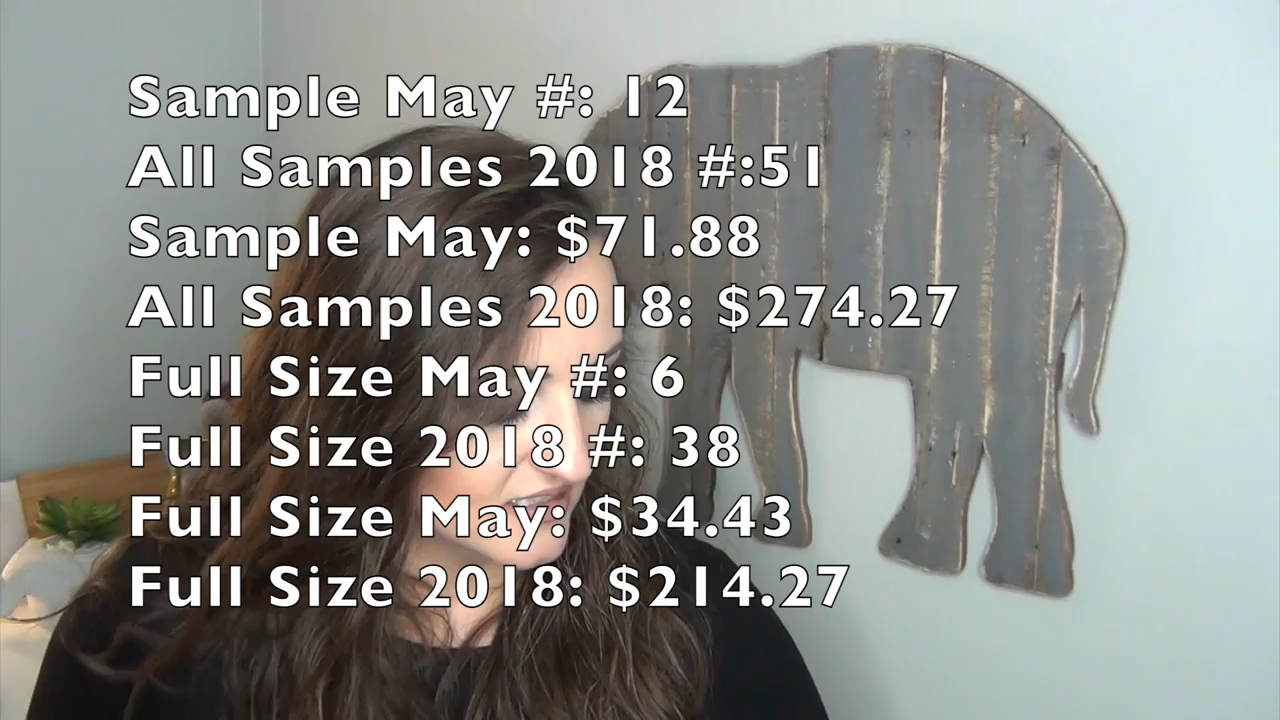 Sample May #: 12
All Samples 2018 #:51
Sample May: $71.88
All Samples 2018: $274.27
Full Size May #: 6
Full Size 2018 #: 38
Full Size May: $34.43
Full Size 2018: $214.27